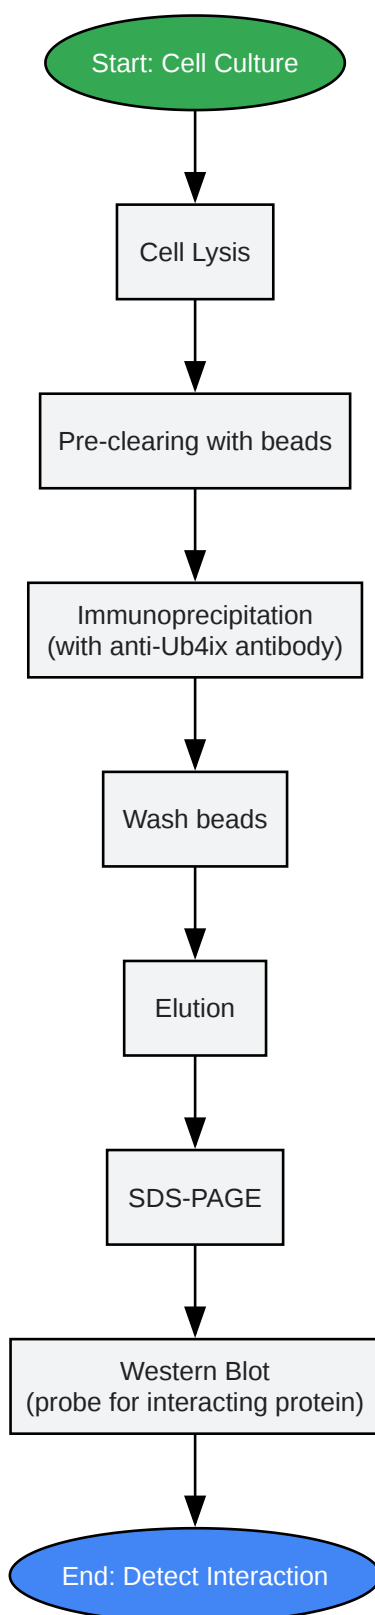 Start: Cell Culture
Cell Lysis
Pre-clearing with beads
Immunoprecipitation
(with anti-Ub4ix antibody)
Wash beads
Elution
SDS-PAGE
Western Blot
(probe for interacting protein)
End: Detect Interaction